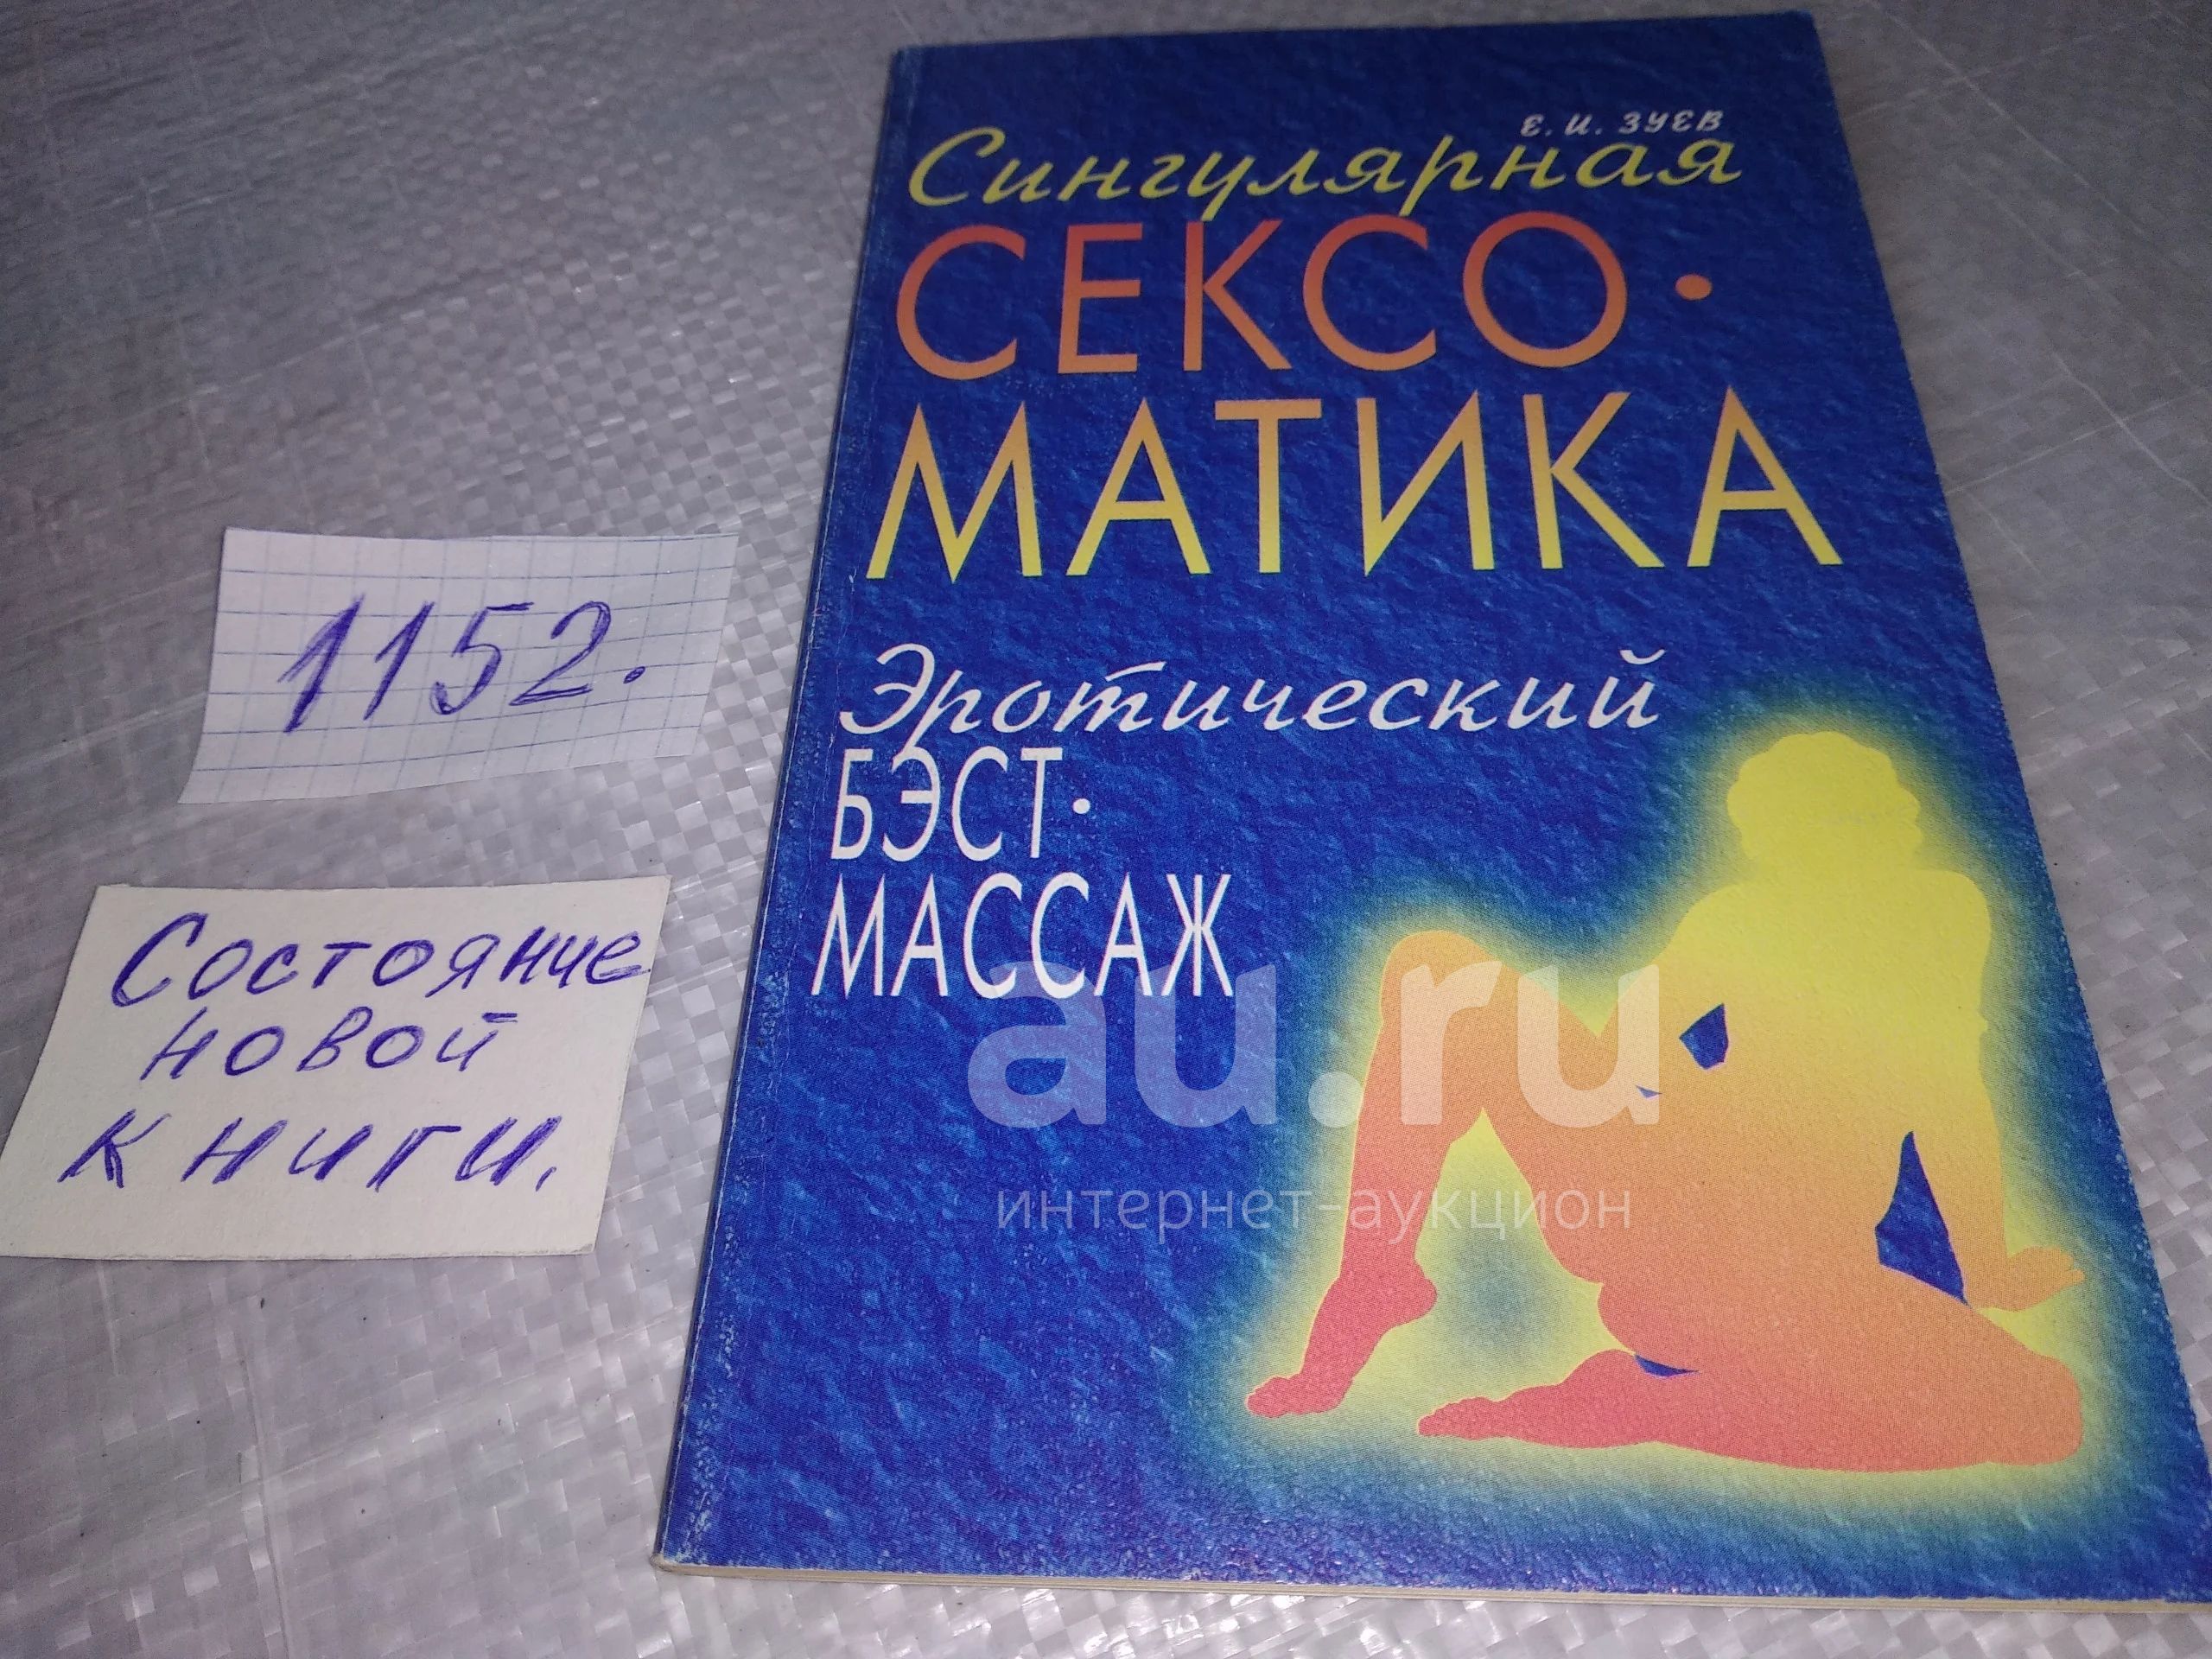 Е. И. ЗУЕВ
Сингулярная
СЕКСО•
МАТИКА
Эротический
БЭСТ•
МАССАЖ
1152.
Состояние
новой
книги.
au.ru
интернет-аукцион